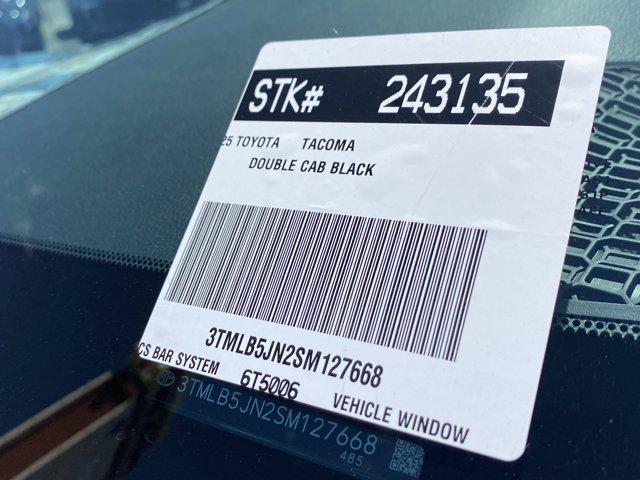 STK# 243135
25 TOYOTA TACOMA
DOUBLE CAB BLACK
3TMLB5JN2SM127668
CS BAR SYSTEM 6T5006 VEHICLE WINDOW
3TMLB5JN2SM127668
485